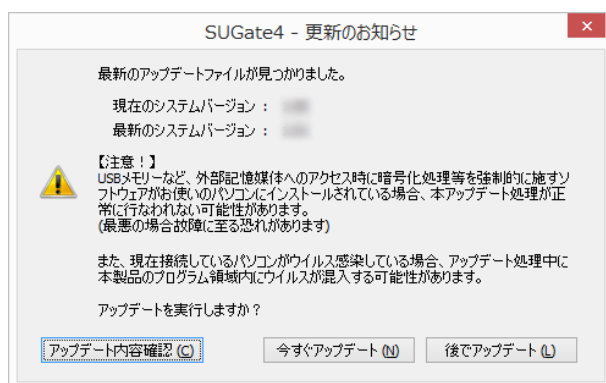 SUGate4 - 更新のお知らせ
最新のアップデートファイルが見つかりました。
現在のシステムバージョン :
最新のシステムバージョン :
【注意！】
USBメモリーなど、外部記憶媒体へのアクセス時に暗号化処理等を強制的に施すソ
フトウェアがお使いのパソコンにインストールされている場合、本アップデート処理が正
常に行なわれない可能性があります。
(最悪の場合故障に至る恐れがあります)
また、現在接続しているパソコンがウイルス感染している場合、アップデート処理中に
本製品のプログラム領域内にウイルスが混入する可能性があります。
アップデートを実行しますか？
アップデート内容確認 (C) 今すぐアップデート (N) 後でアップデート (L)